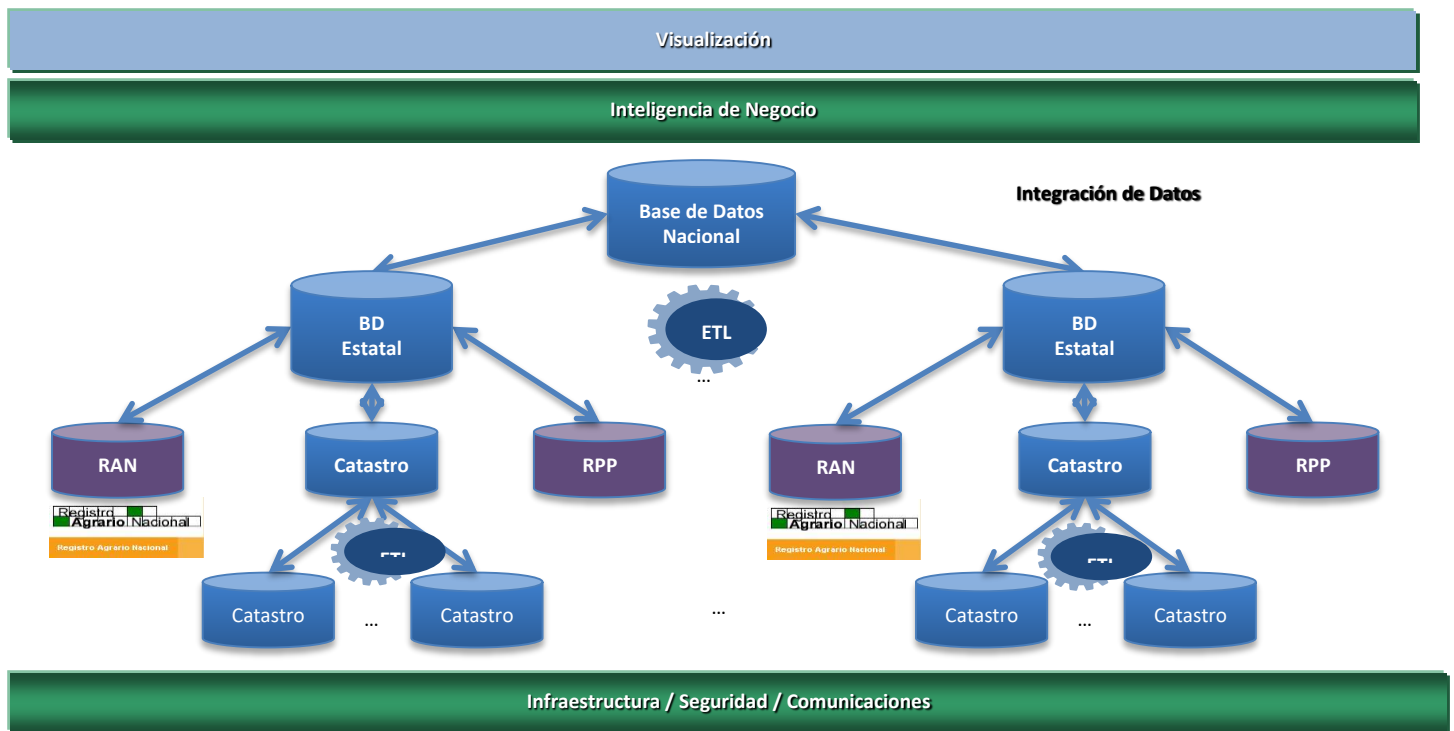 Visualización
Inteligencia de Negocio
Integración de Datos
Base de Datos
Nacional
BD
Estatal
ETL
...
BD
Estatal
RAN
Catastro
RPP
RAN
Catastro
RPP
Registro
Agrario Nacional
Registro Agrario Nacional
Registro
Agrario Nacional
Registro Agrario Nacional
Catastro
...
Catastro
...
Catastro
...
Catastro
Infraestructura / Seguridad / Comunicaciones